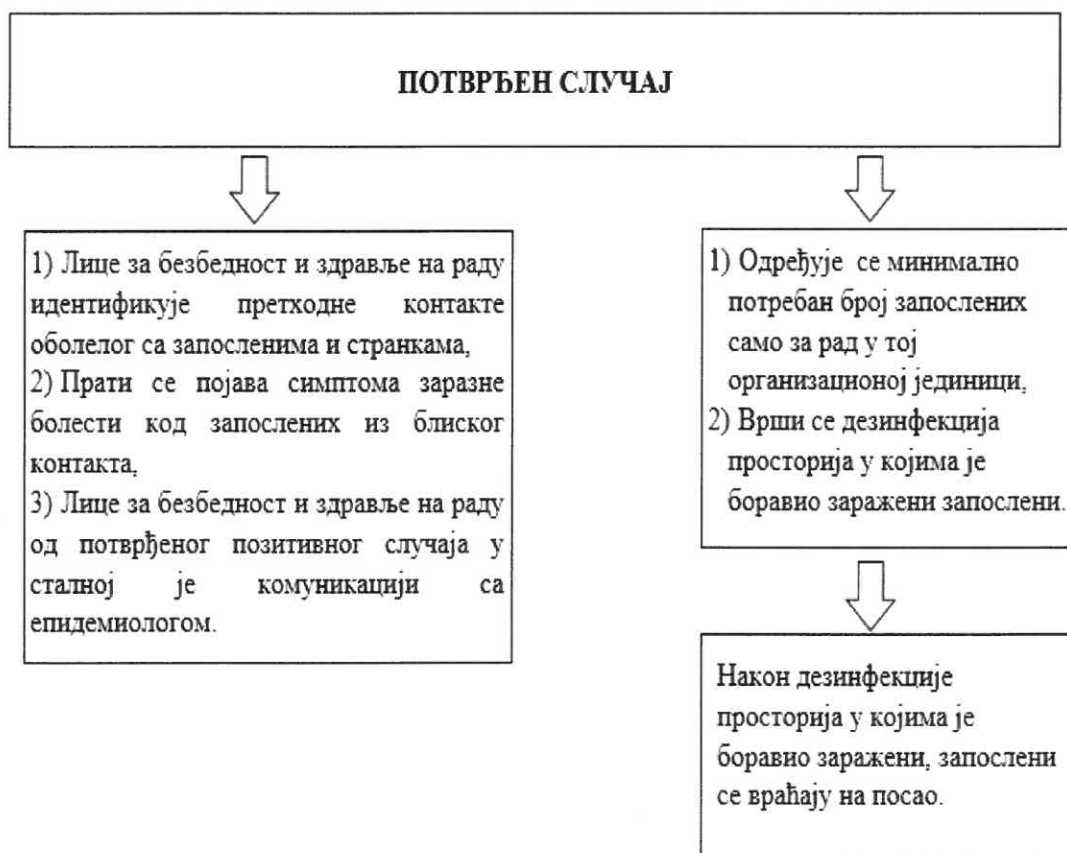 ПОТВРЂЕН СЛУЧАЈ
1) Лице за безбедност и здравље на раду
идентификује претходне контакте
оболелог са запосленима и странкама,
2) Прати се појава симптома заразне
болести код запослених из блиског
контакта,
3) Лице за безбедност и здравље на раду
од потврђеног позитивног случаја у
сталној је комуникацији са
епидемиологом.
1) Одређује се минимално
потребан број запослених
само за рад у тој
организационој јединици,
2) Врши се дезинфекција
просторија у којима је
боравио заражени запослени.
Након дезинфекције
просторија у којима је
боравио заражени, запослени
се враћају на посао.